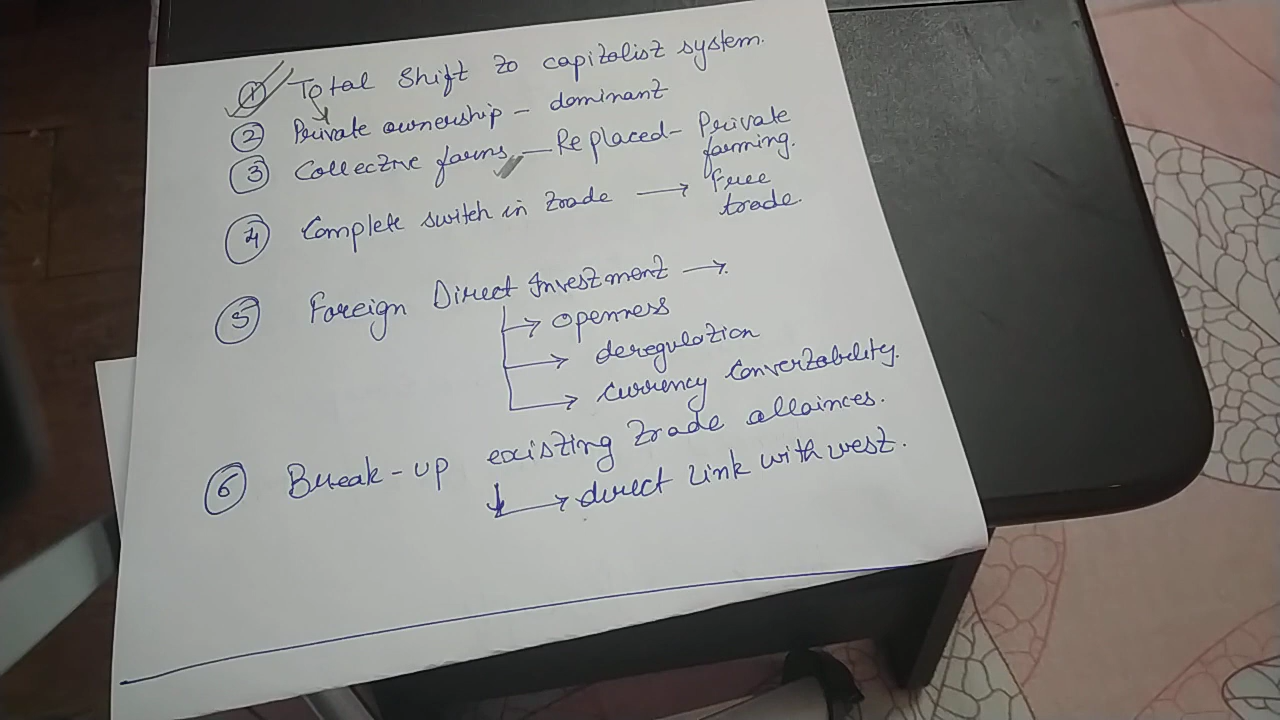 ① Total Shift to capitalist system.
② Private ownership - dominant
③ Collective farms - Replaced - Private
farming.
④ Complete switch in trade → Free
trade.
⑤ Foreign Direct Investment →
→ openness
→ deregulation
→ currency Convertability.
⑥ Break-up existing trade allainces.
→ direct link with west.